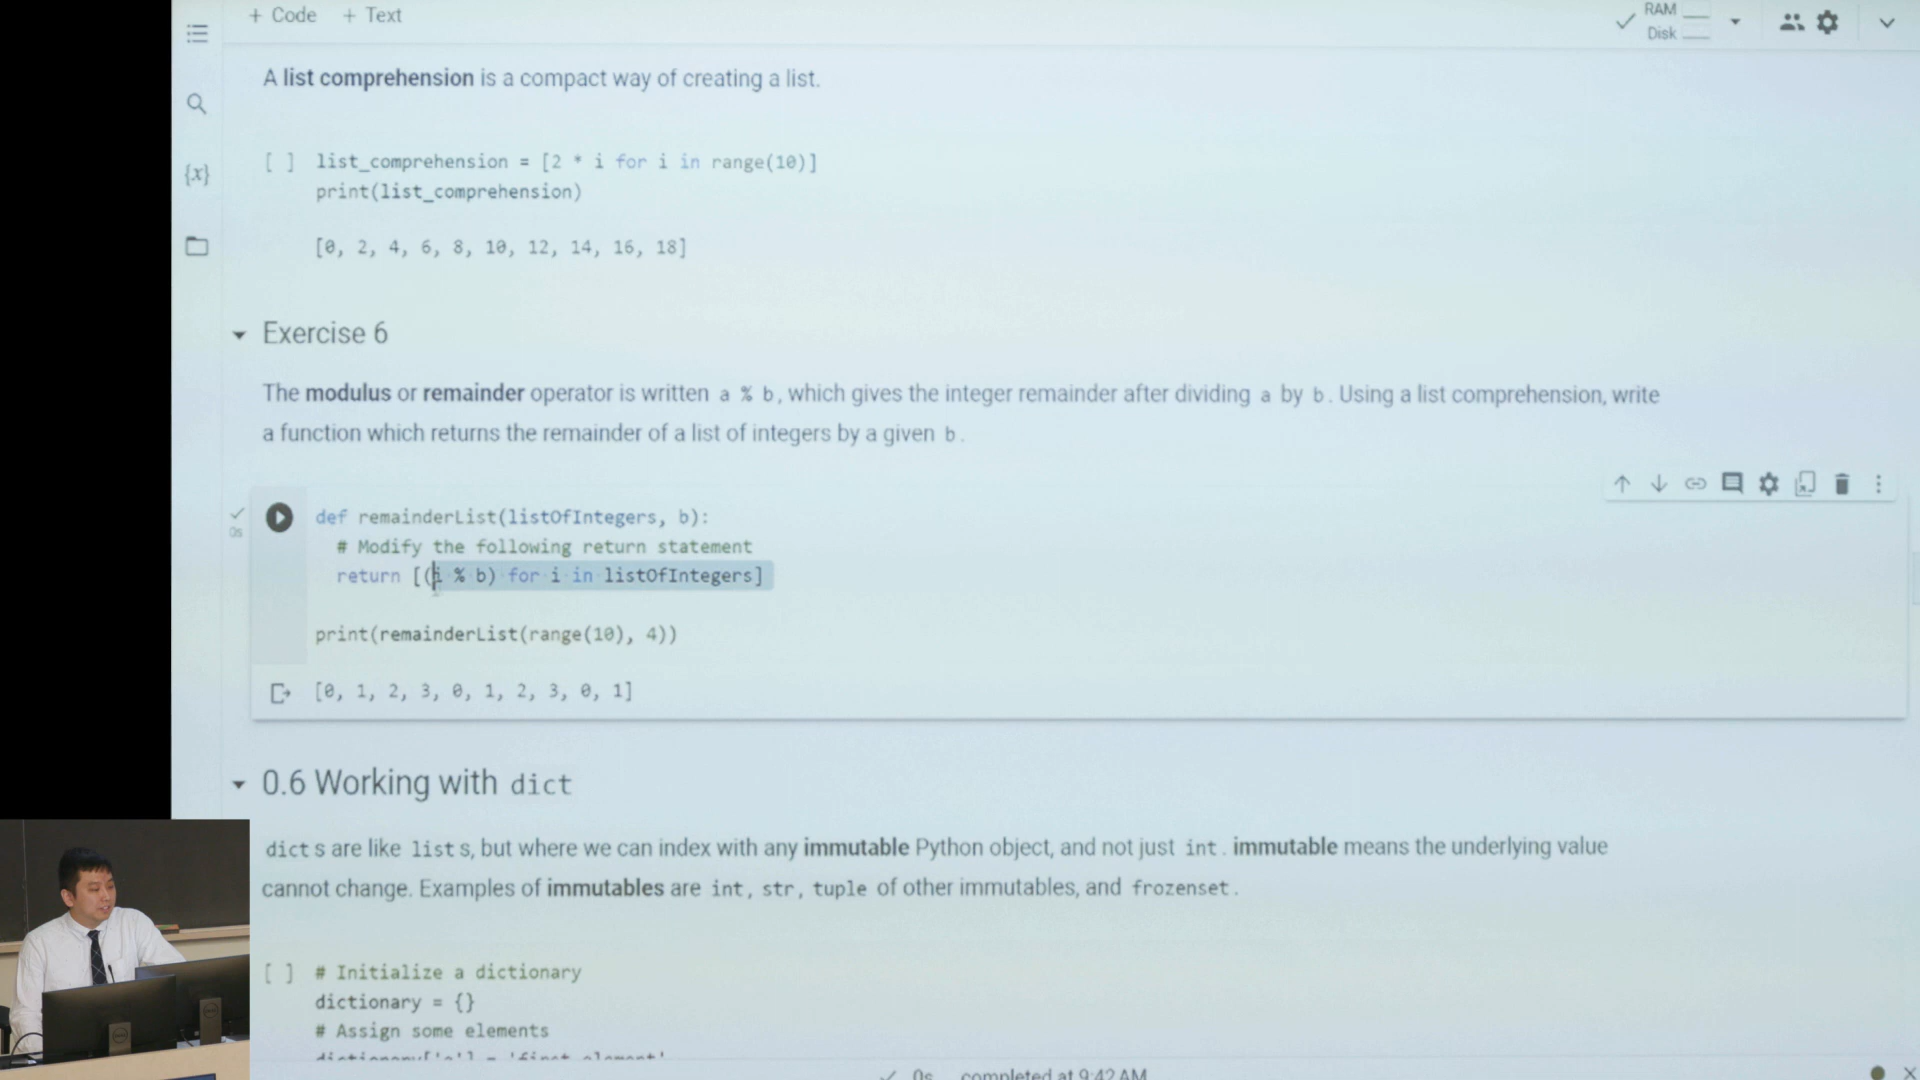 + Code + Text
RAM
Disk
A list comprehension is a compact way of creating a list.
[ ] list_comprehension = [2 * i for i in range(10)]
print(list_comprehension)
{x}
[0, 2, 4, 6, 8, 10, 12, 14, 16, 18]
Exercise 6
The modulus or remainder operator is written a % b, which gives the integer remainder after dividing a by b. Using a list comprehension, write
a function which returns the remainder of a list of integers by a given b.
0s
def remainderList(listOfIntegers, b):
# Modify the following return statement
return [(i % b) for i in listOfIntegers]
print(remainderList(range(10), 4))
[0, 1, 2, 3, 0, 1, 2, 3, 0, 1]
0.6 Working with dict
dict s are like list s, but where we can index with any immutable Python object, and not just int. immutable means the underlying value
cannot change. Examples of immutables are int, str, tuple of other immutables, and frozenset.
[ ] # Initialize a dictionary
dictionary = {}
# Assign some elements
dictionary['a'] = 'first element'
0s completed at 9:42 AM